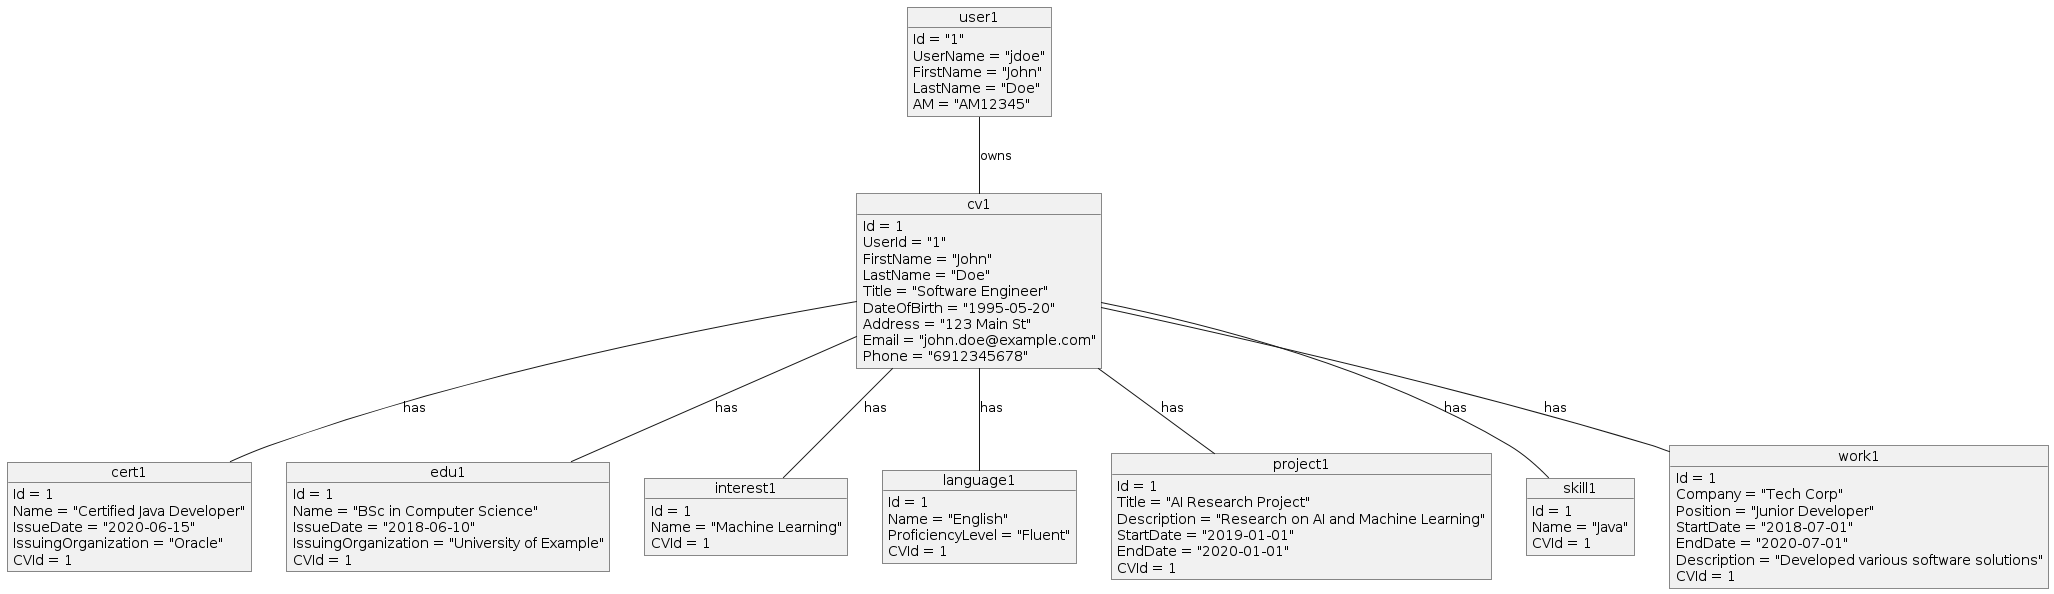 user1
Id = "1"
UserName = "jdoe"
FirstName = "John"
LastName = "Doe"
AM = "AM12345"
owns
cv1
Id = 1
UserId = "1"
FirstName = "John"
LastName = "Doe"
Title = "Software Engineer"
DateOfBirth = "1995-05-20"
Address = "123 Main St"
Email = "john.doe@example.com"
Phone = "6912345678"
has
has
has
has
has
has
has
cert1
Id = 1
Name = "Certified Java Developer"
IssueDate = "2020-06-15"
IssuingOrganization = "Oracle"
CVId = 1
edu1
Id = 1
Name = "BSc in Computer Science"
IssueDate = "2018-06-10"
IssuingOrganization = "University of Example"
CVId = 1
interest1
Id = 1
Name = "Machine Learning"
CVId = 1
language1
Id = 1
Name = "English"
ProficiencyLevel = "Fluent"
CVId = 1
project1
Id = 1
Title = "AI Research Project"
Description = "Research on AI and Machine Learning"
StartDate = "2019-01-01"
EndDate = "2020-01-01"
CVId = 1
skill1
Id = 1
Name = "Java"
CVId = 1
work1
Id = 1
Company = "Tech Corp"
Position = "Junior Developer"
StartDate = "2018-07-01"
EndDate = "2020-07-01"
Description = "Developed various software solutions"
CVId = 1